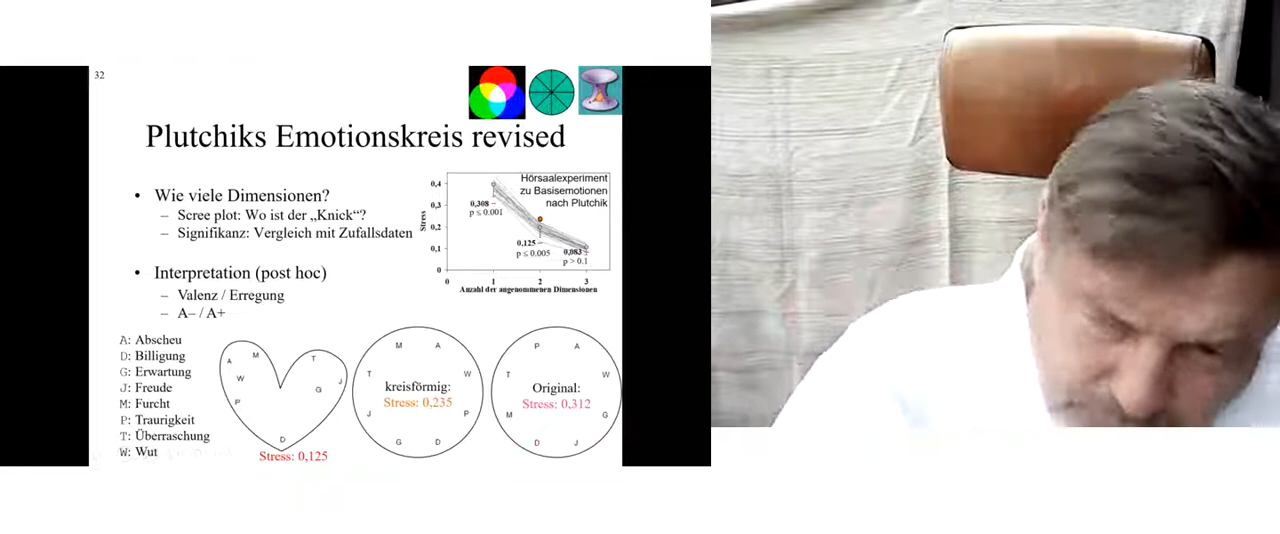 32
Plutchiks Emotionskreis revised
• Wie viele Dimensionen?
– Scree plot: Wo ist der „Knick“?
– Signifikanz: Vergleich mit Zufallsdaten
• Interpretation (post hoc)
– Valenz / Erregung
– A– / A+
Hörsaalexperiment
zu Basisemotionen
nach Plutchik
Stress
0,4
0,3
0,2
0,1
0
0,308
p ≤ 0.001
0,125
p ≤ 0.005
0,083
p > 0.1
0 1 2 3
Anzahl der angenommenen Dimensionen
A: Abscheu
D: Billigung
G: Erwartung
J: Freude
M: Furcht
P: Traurigkeit
T: Überraschung
W: Wut
A M T
W G J
P
D
Stress: 0,125
M A
T W
kreisförmig:
Stress: 0,235
J P
G D
P A
T W
Original:
Stress: 0,312
M G
D J